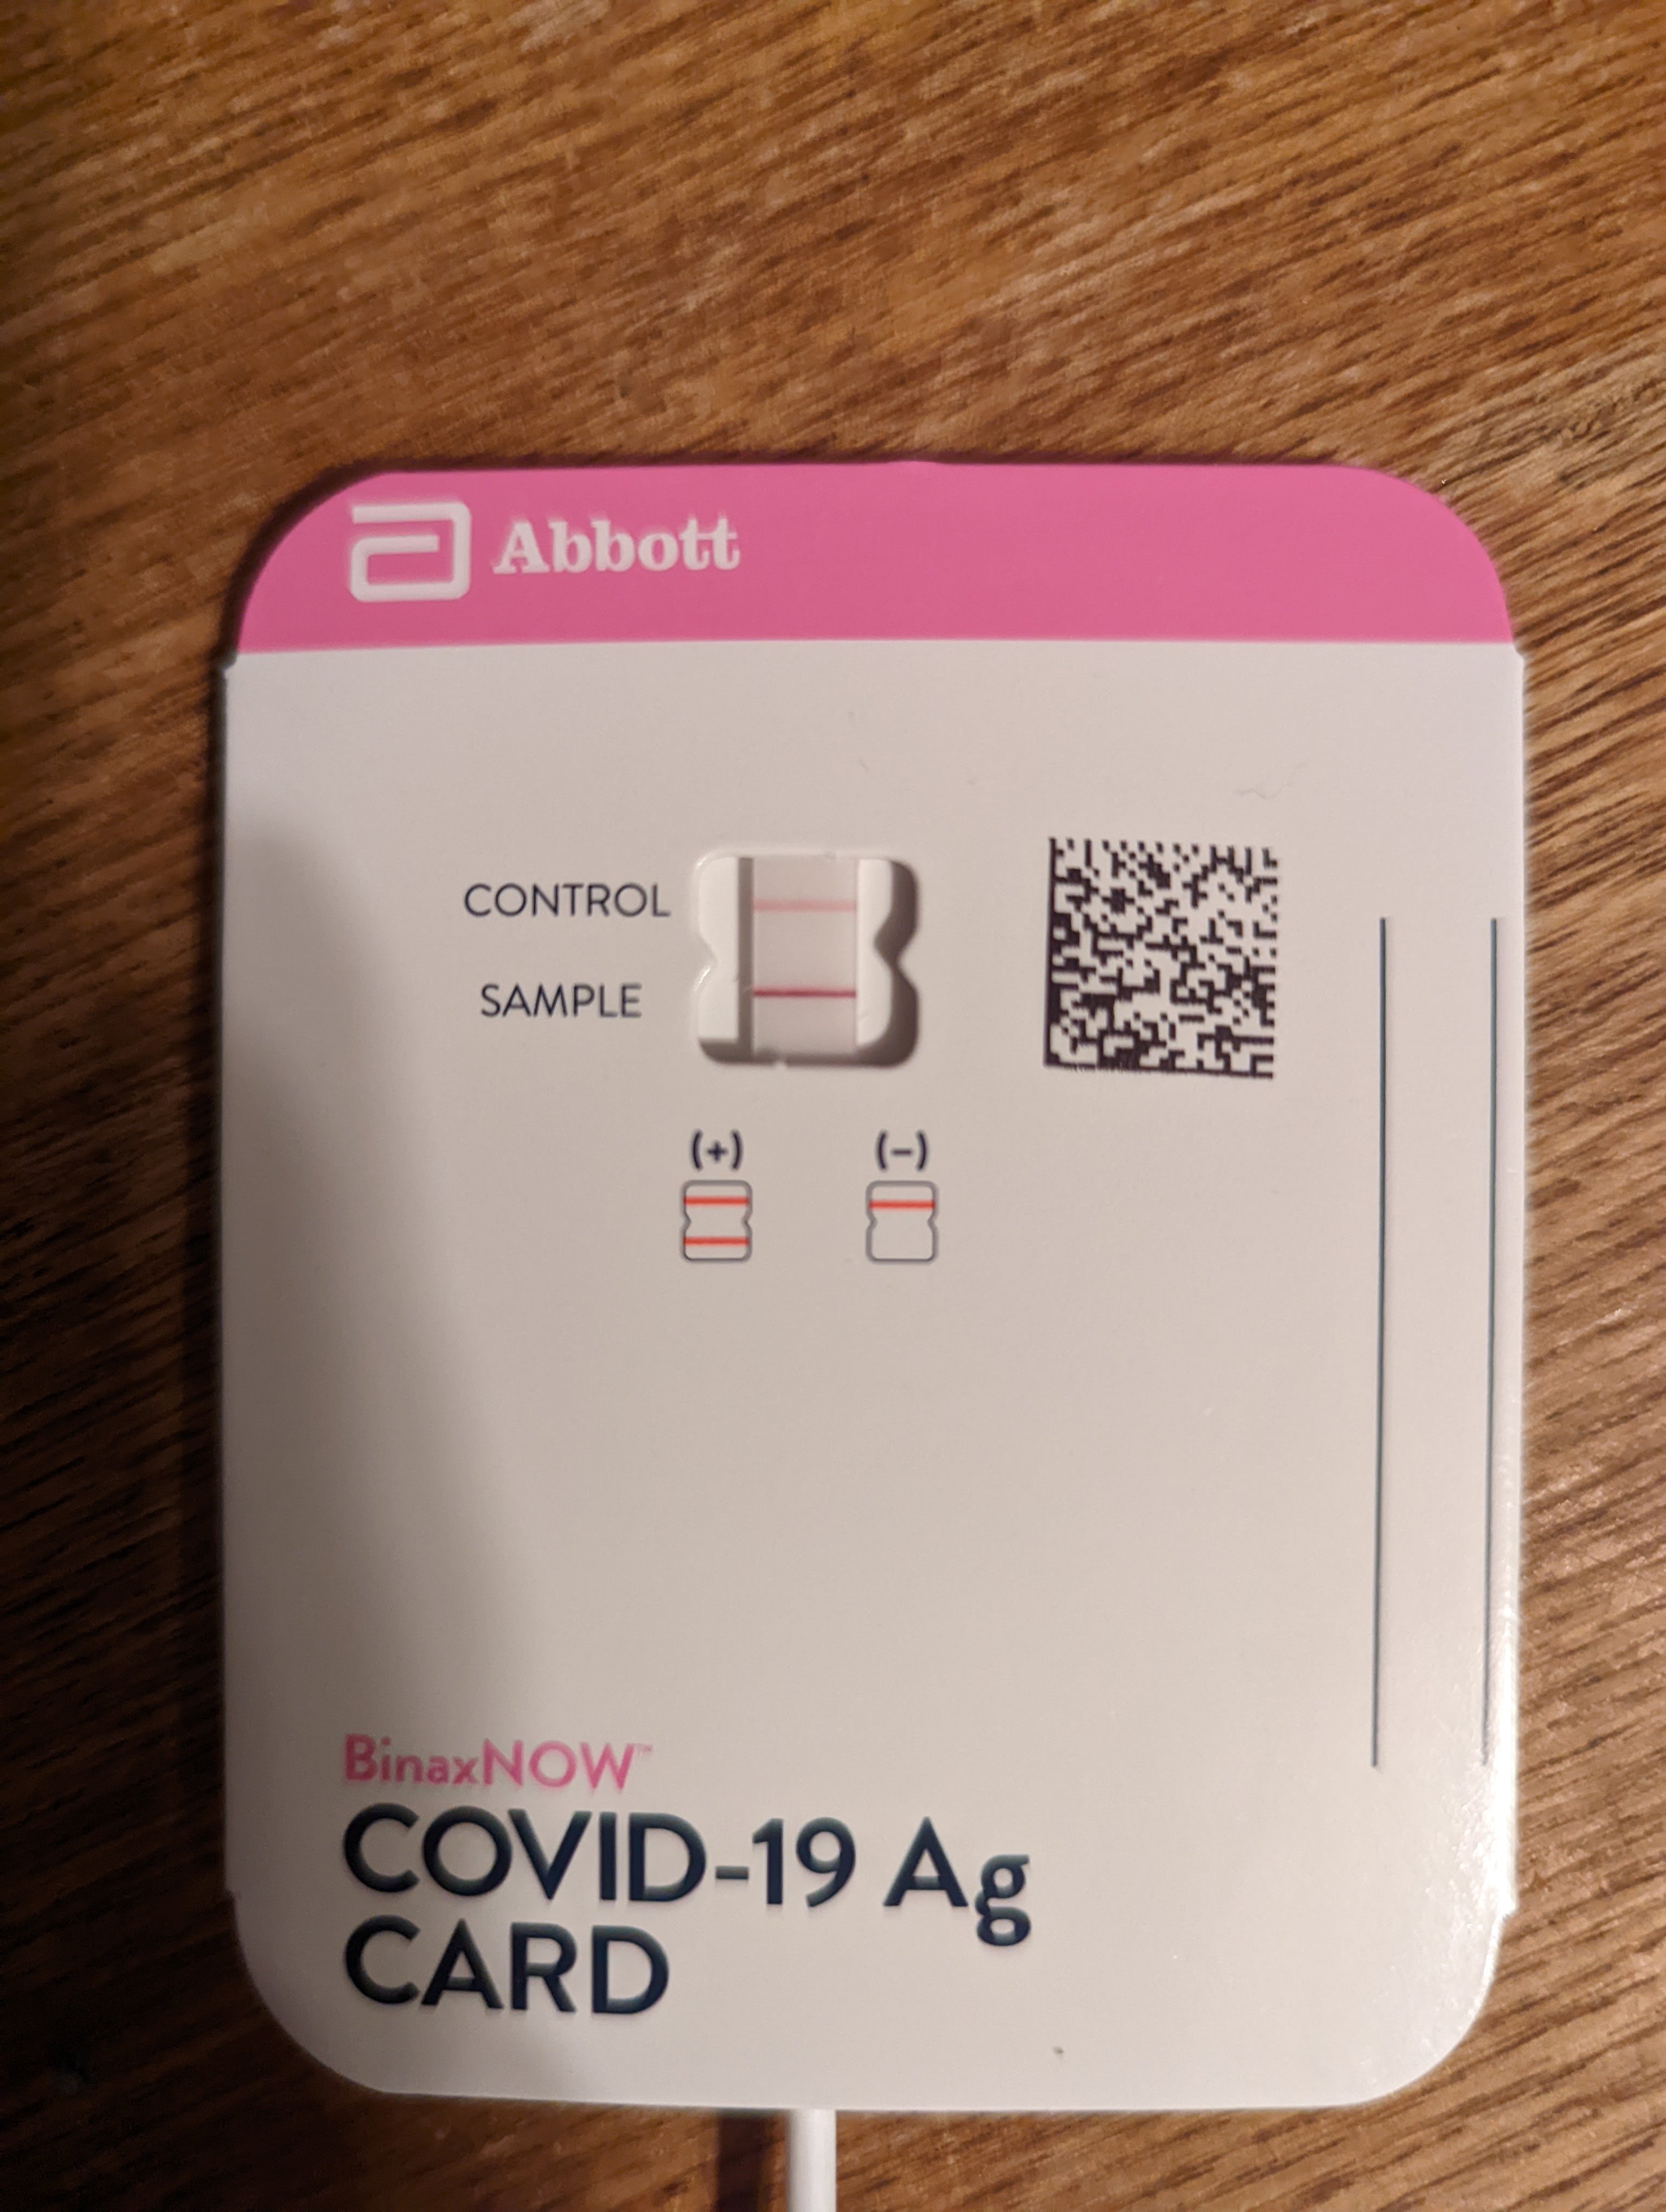 Abbott
CONTROL
SAMPLE
(+) (-)
BinaxNOW™
COVID-19 Ag
CARD